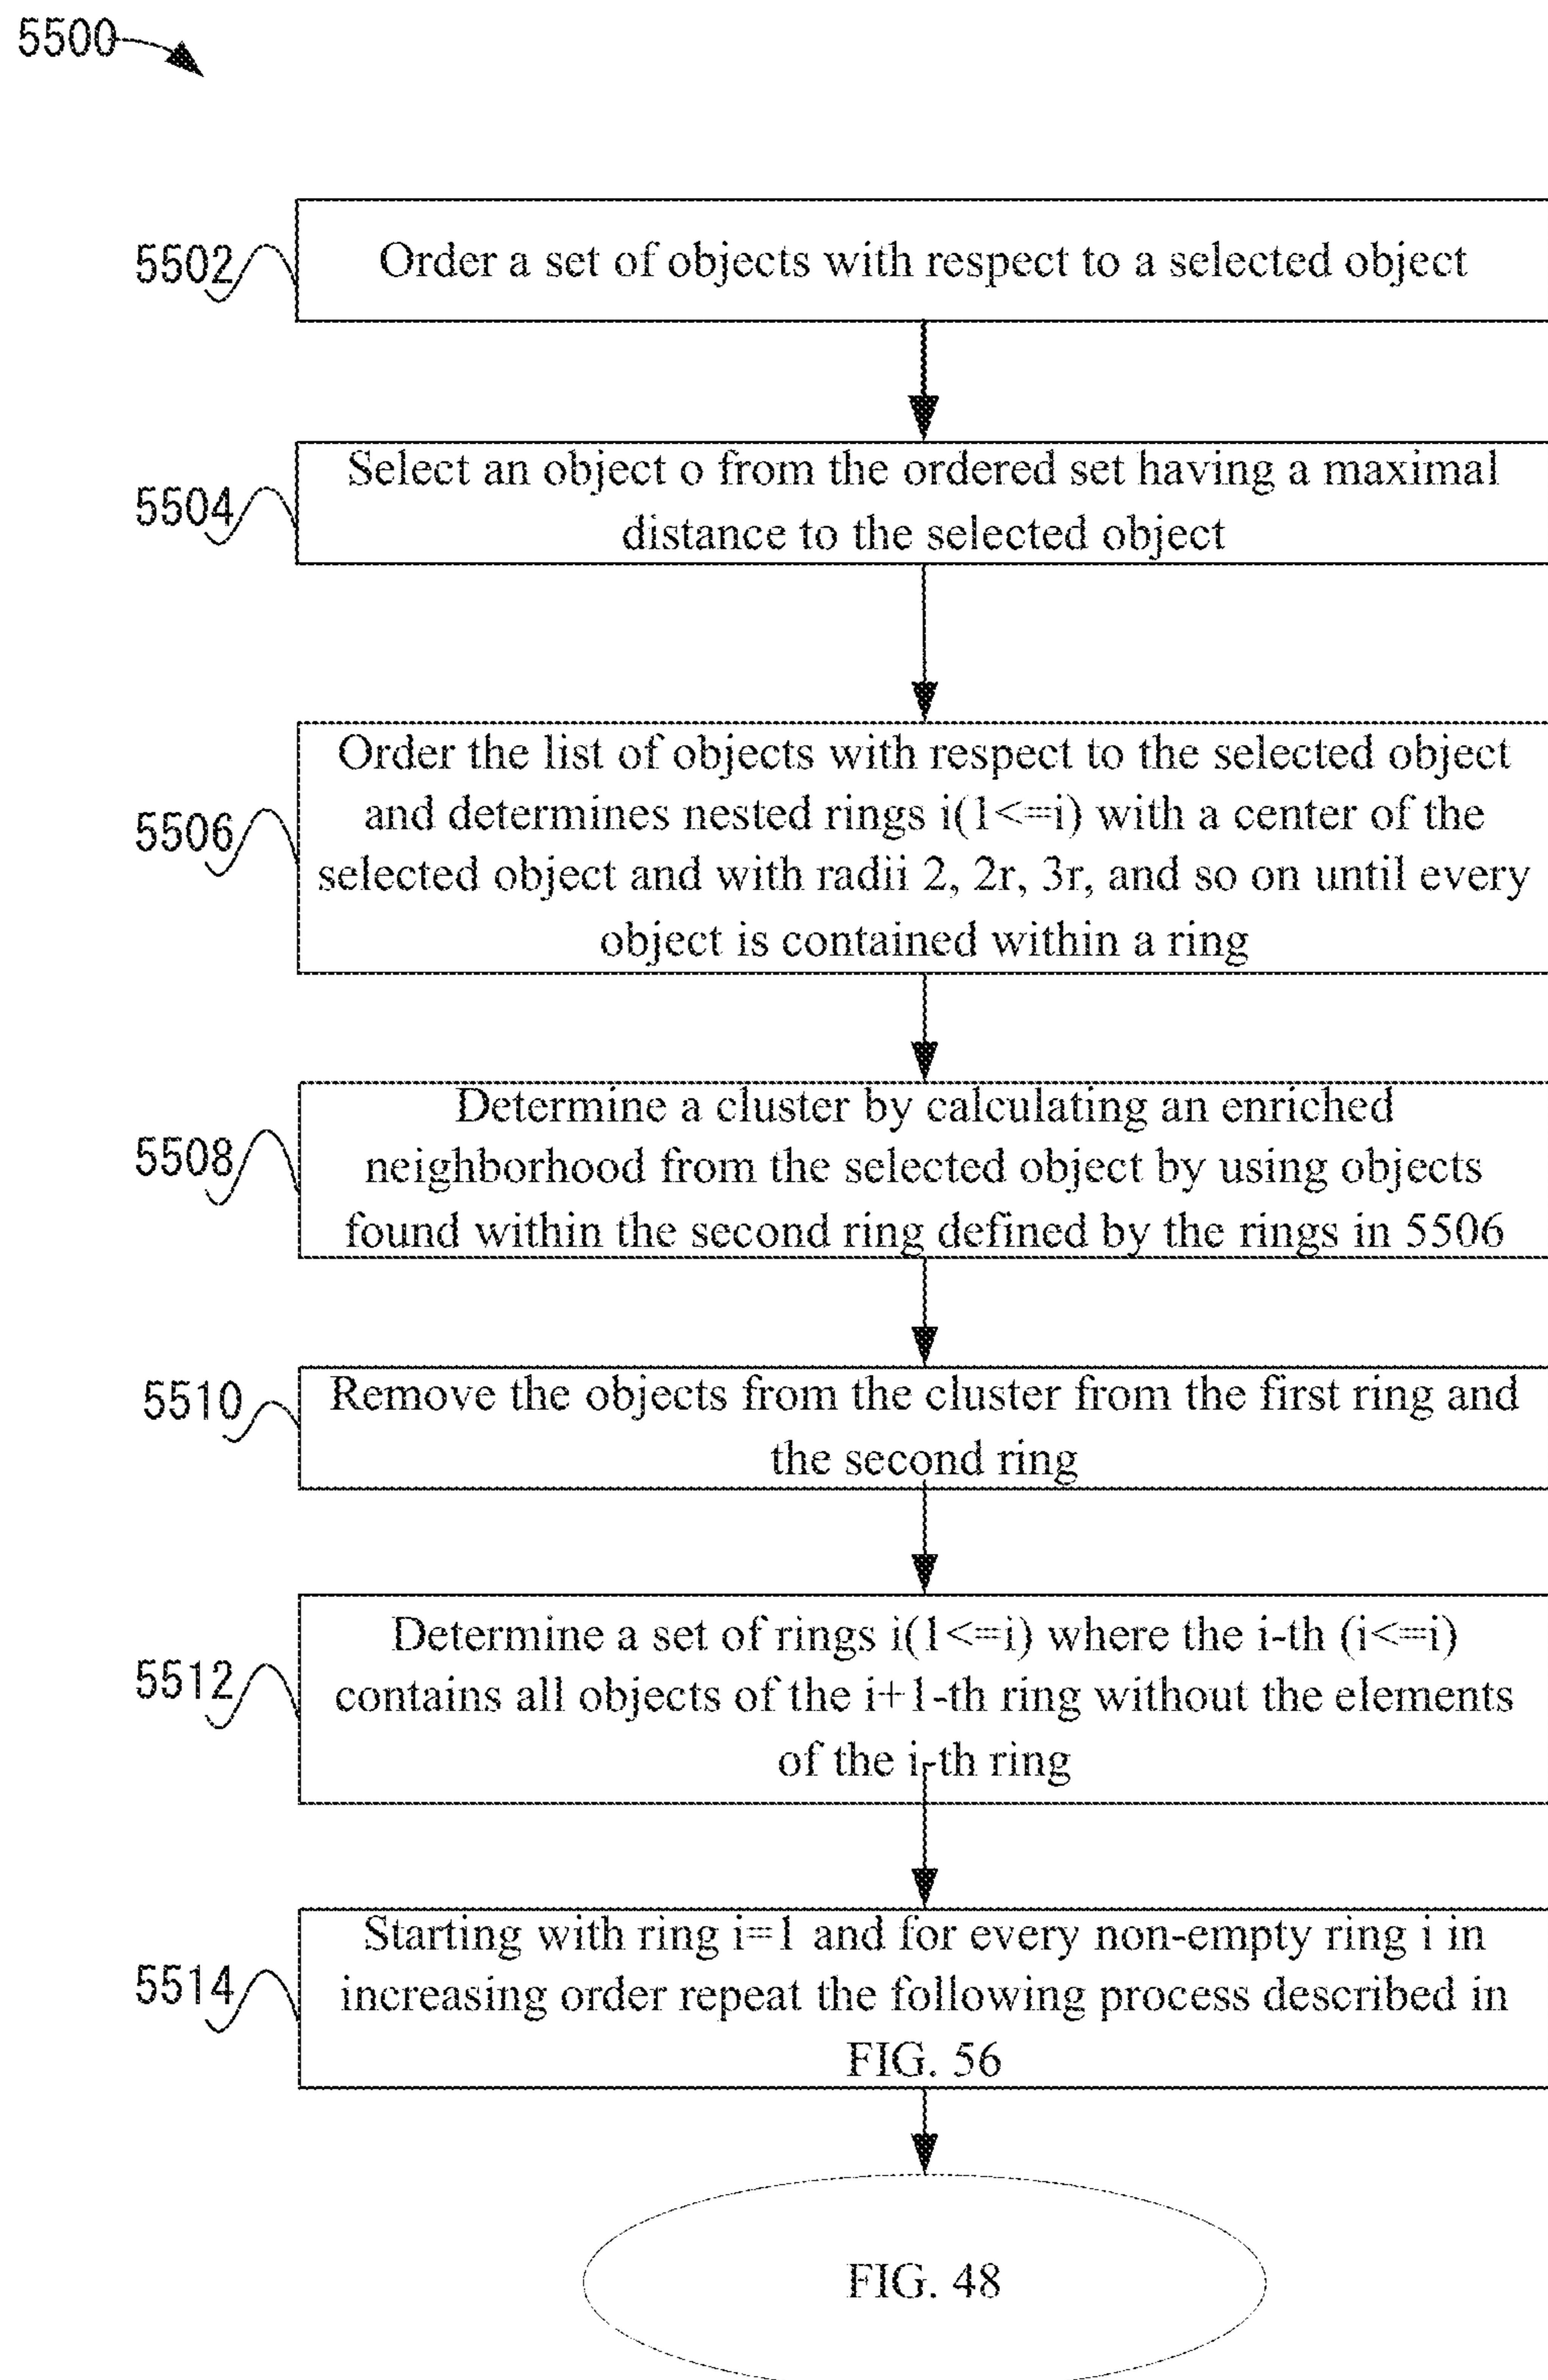 5500
5502
Order a set of objects with respect to a selected object
5504
Select an object o from the ordered set having a maximal
distance to the selected object
5506
Order the list of objects with respect to the selected object
and determines nested rings i(1<=i) with a center of the
selected object and with radii 2, 2r, 3r, and so on until every
object is contained within a ring
5508
Determine a cluster by calculating an enriched
neighborhood from the selected object by using objects
found within the second ring defined by the rings in 5506
5510
Remove the objects from the cluster from the first ring and
the second ring
5512
Determine a set of rings i(1<=i) where the i-th (i<=i)
contains all objects of the i+1-th ring without the elements
of the i-th ring
5514
Starting with ring i=1 and for every non-empty ring i in
increasing order repeat the following process described in
FIG. 56
FIG. 48